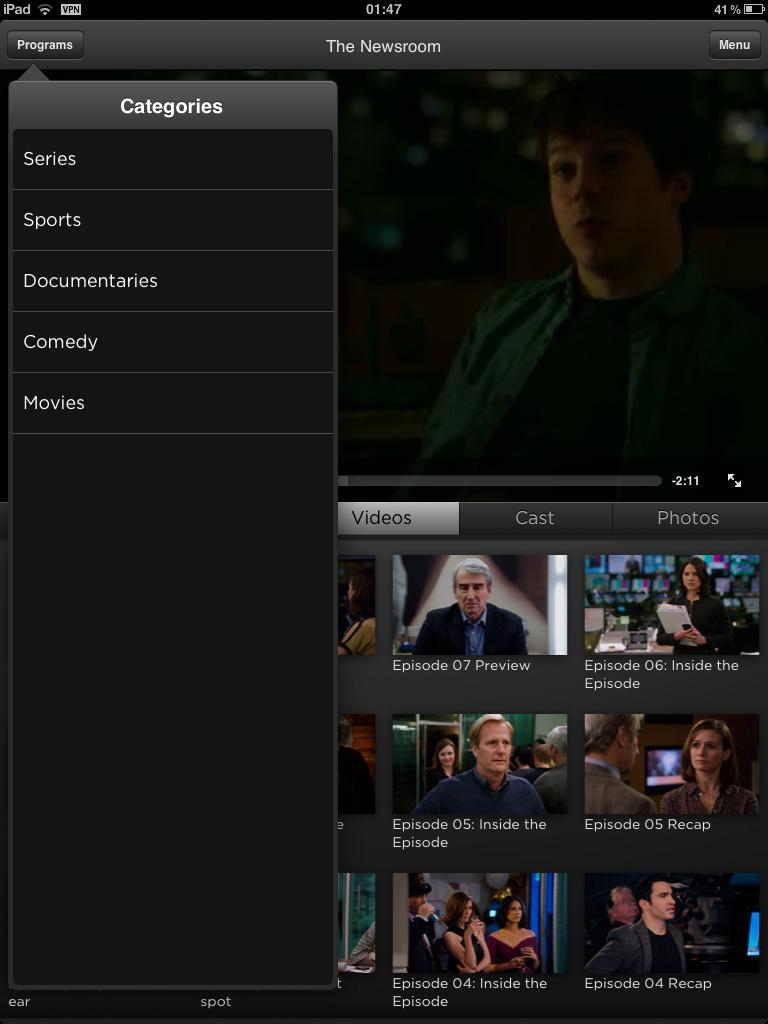 iPad VPN 01:47 41 %
Programs The Newsroom Menu
Categories
Series
Sports
Documentaries
Comedy
Movies
-2:11
Videos Cast Photos
Episode 07 Preview
Episode 06: Inside the
Episode
e
Episode 05: Inside the
Episode
Episode 05 Recap
t
Episode 04: Inside the
Episode
Episode 04 Recap
ear
spot